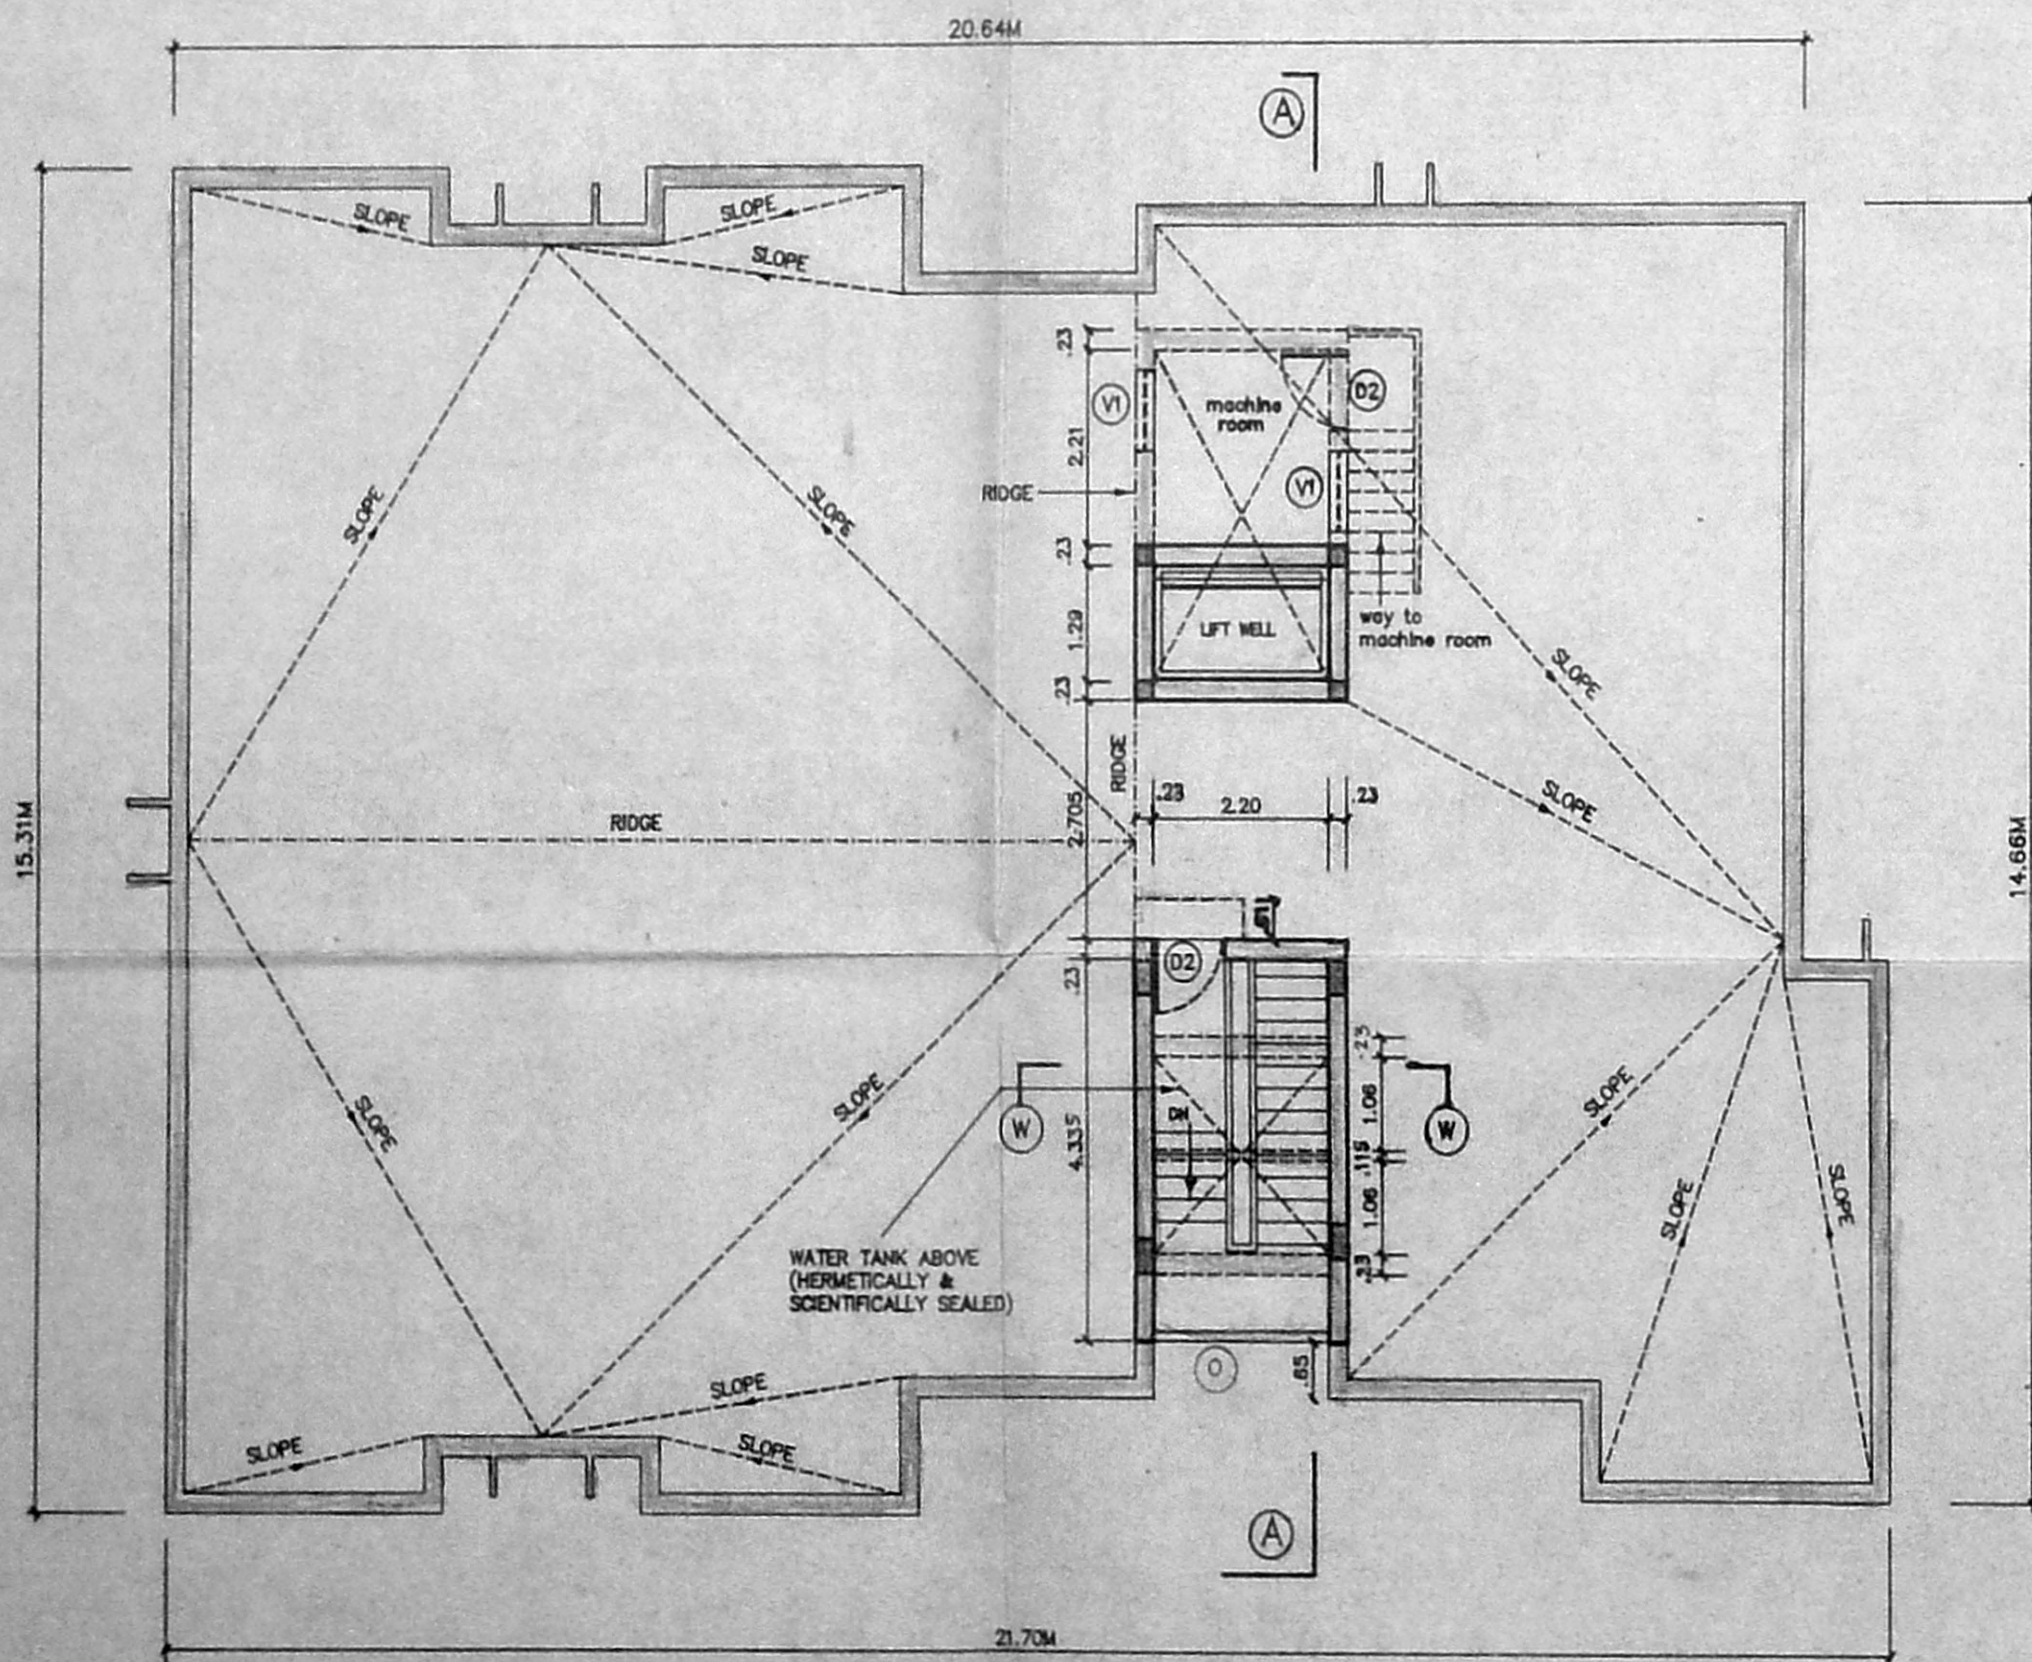 20.64M
A
SLOPE
SLOPE
SLOPE
.23
V1
machine
room
D2
2.21
RIDGE
V1
SLOPE
SLOPE
.23
way to
machine room
1.29
LIFT WELL
.23
SLOPE
RIDGE
2.705
.23
2.20
.23
SLOPE
RIDGE
15.31M
14.66M
D2
.23
.23
W
W
1.06
SLOPE
SLOPE
SLOPE
DN
4.335
.115
1.06
SLOPE
SLOPE
WATER TANK ABOVE
(HERMETICALLY &
SCIENTIFICALLY SEALED)
.23
O
.65
SLOPE
SLOPE
SLOPE
A
21.70M